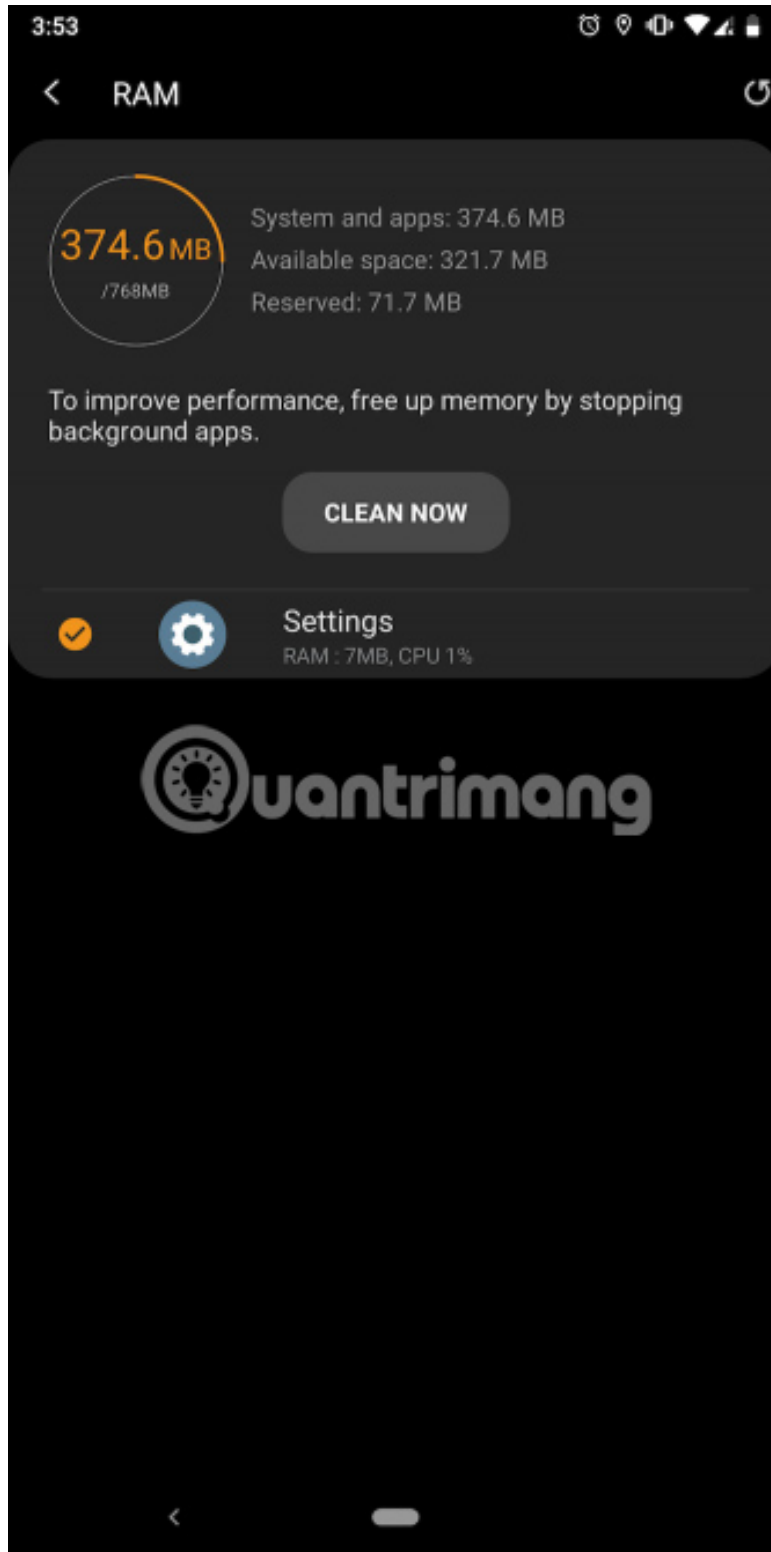 3:53
RAM
374.6 MB
/768MB
System and apps: 374.6 MB
Available space: 321.7 MB
Reserved: 71.7 MB
To improve performance, free up memory by stopping
background apps.
CLEAN NOW
Settings
RAM : 7MB, CPU 1%
Quantrimang